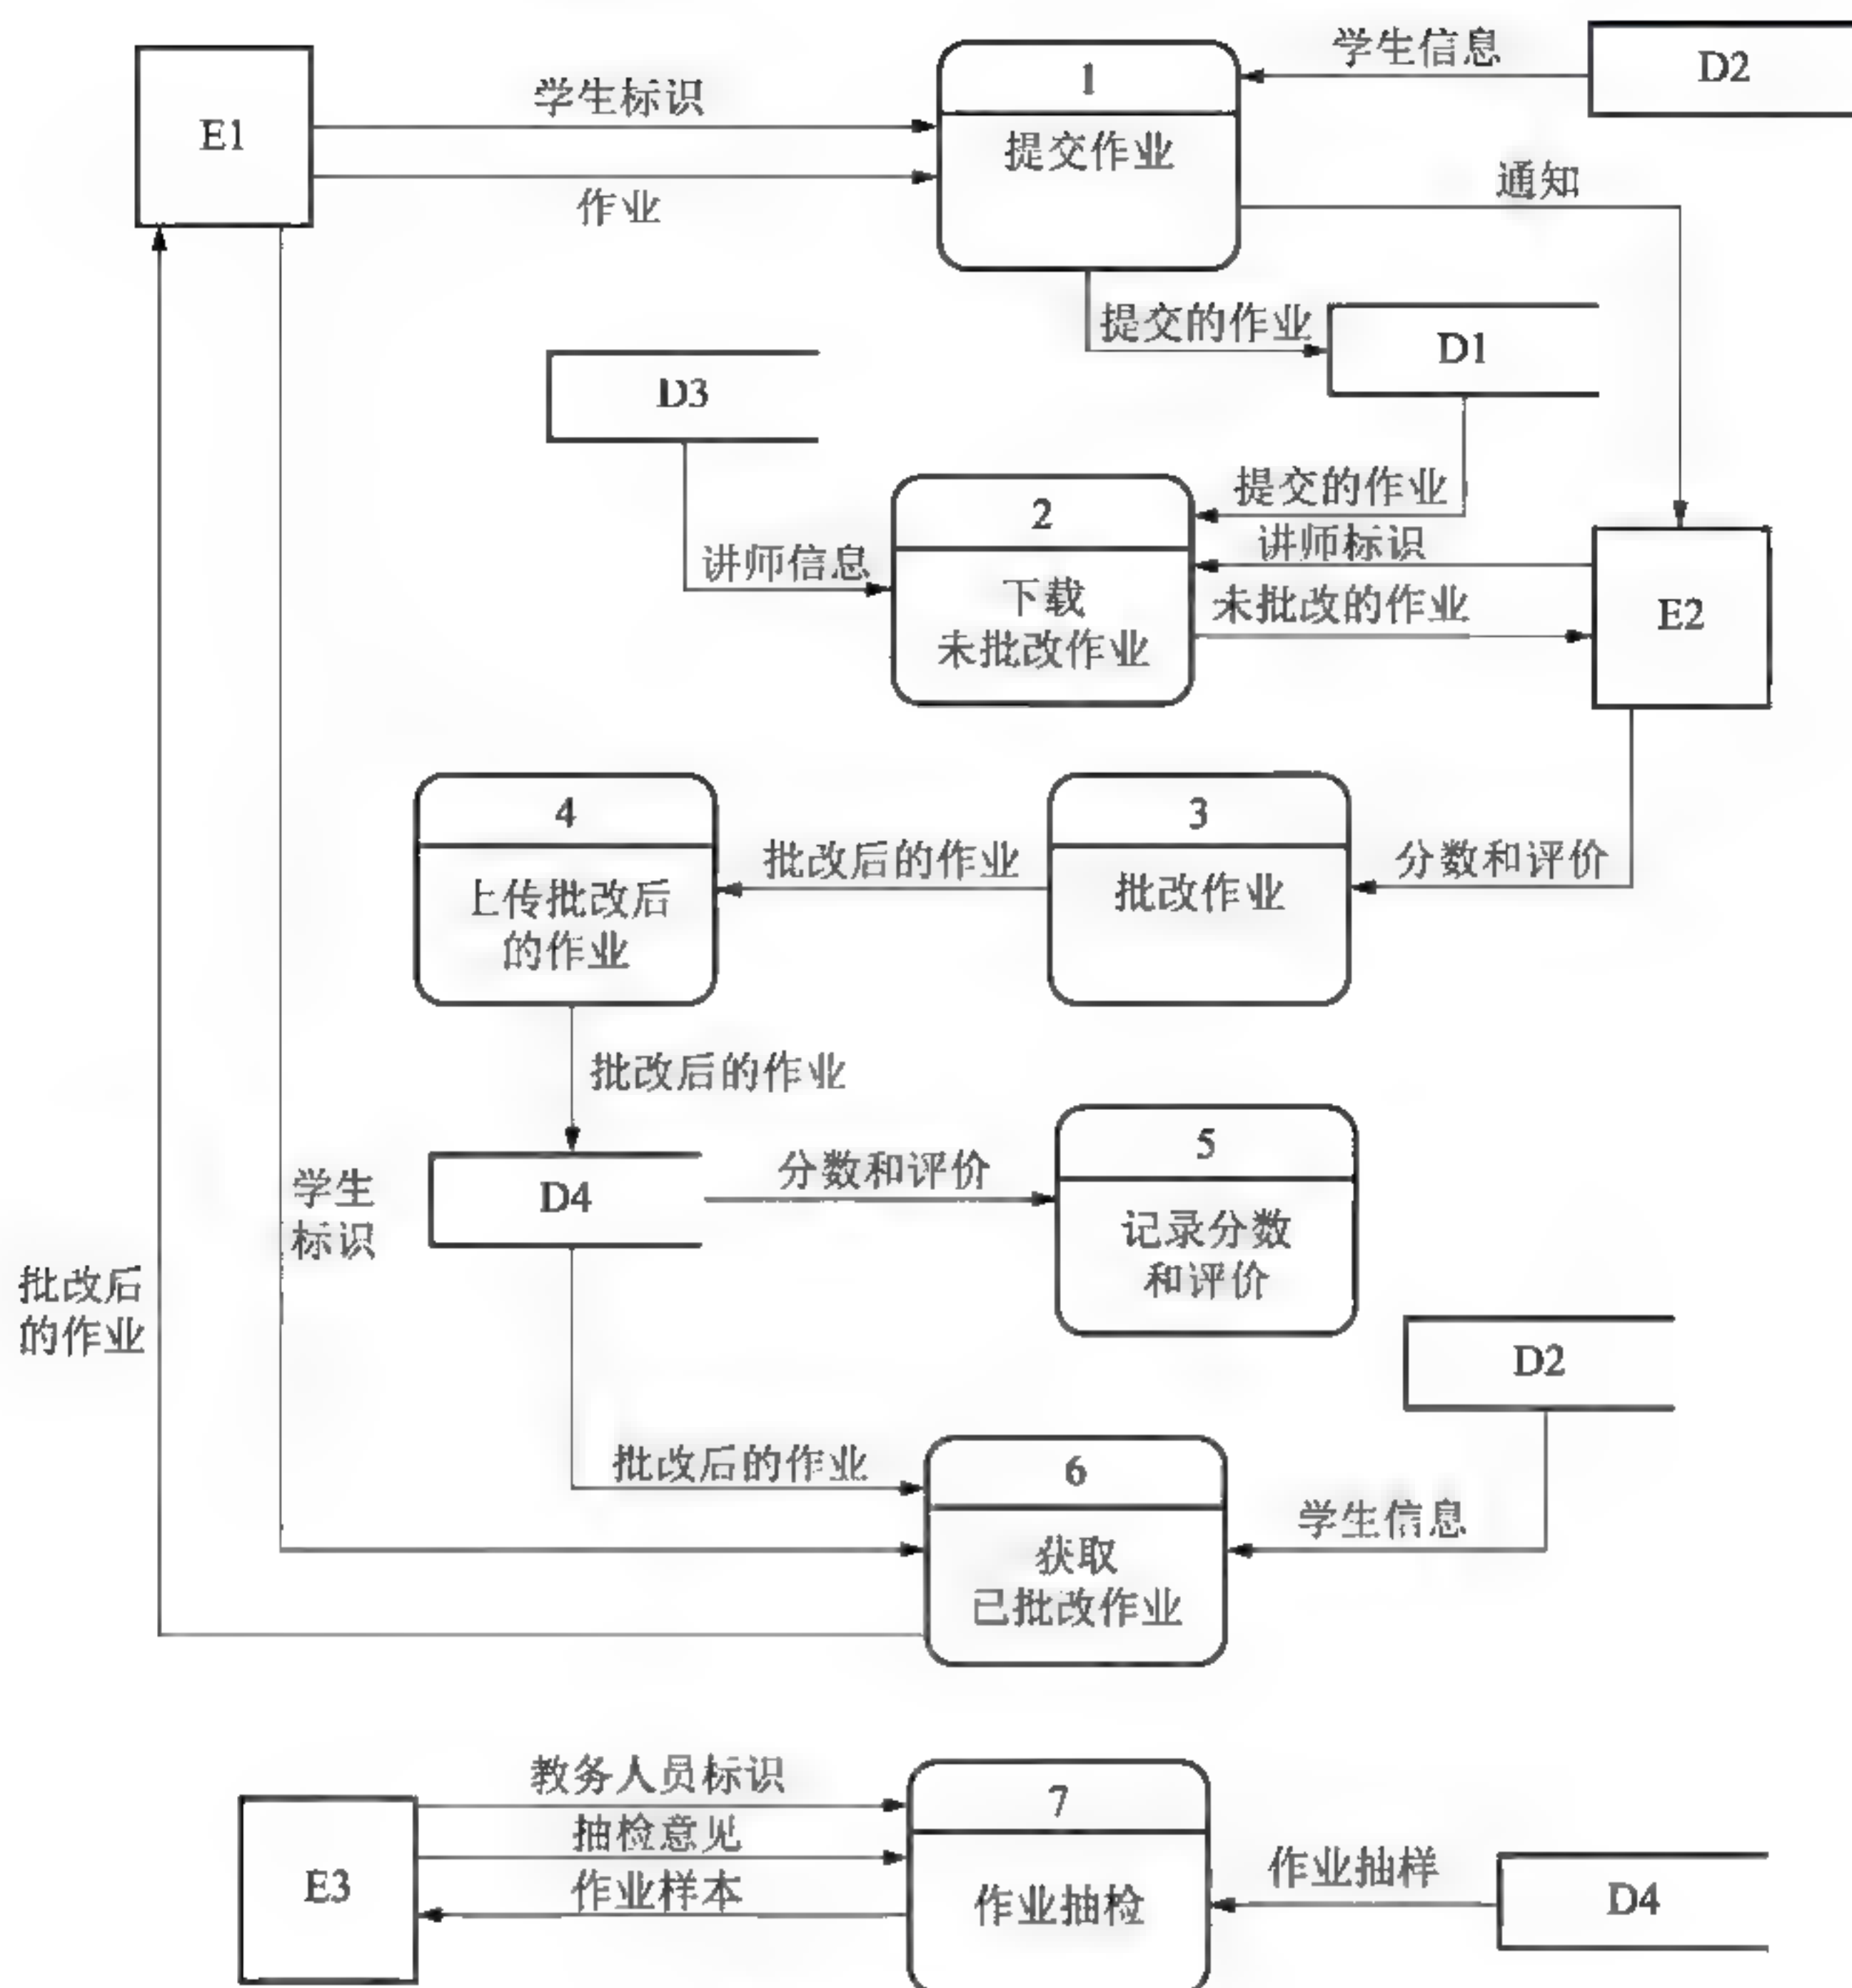 E1
学生标识
作业
1
提交作业
学生信息
D2
通知
提交的作业
D1
D3
讲师信息
2
下载
未批改作业
提交的作业
讲师标识
未批改的作业
E2
4
上传批改后
的作业
批改后的作业
3
批改作业
分数和评价
批改后的作业
D4
分数和评价
5
记录分数
和评价
学生
标识
批改后
的作业
D2
批改后的作业
6
获取
已批改作业
学生信息
E3
教务人员标识
抽检意见
作业样本
7
作业抽检
作业抽样
D4